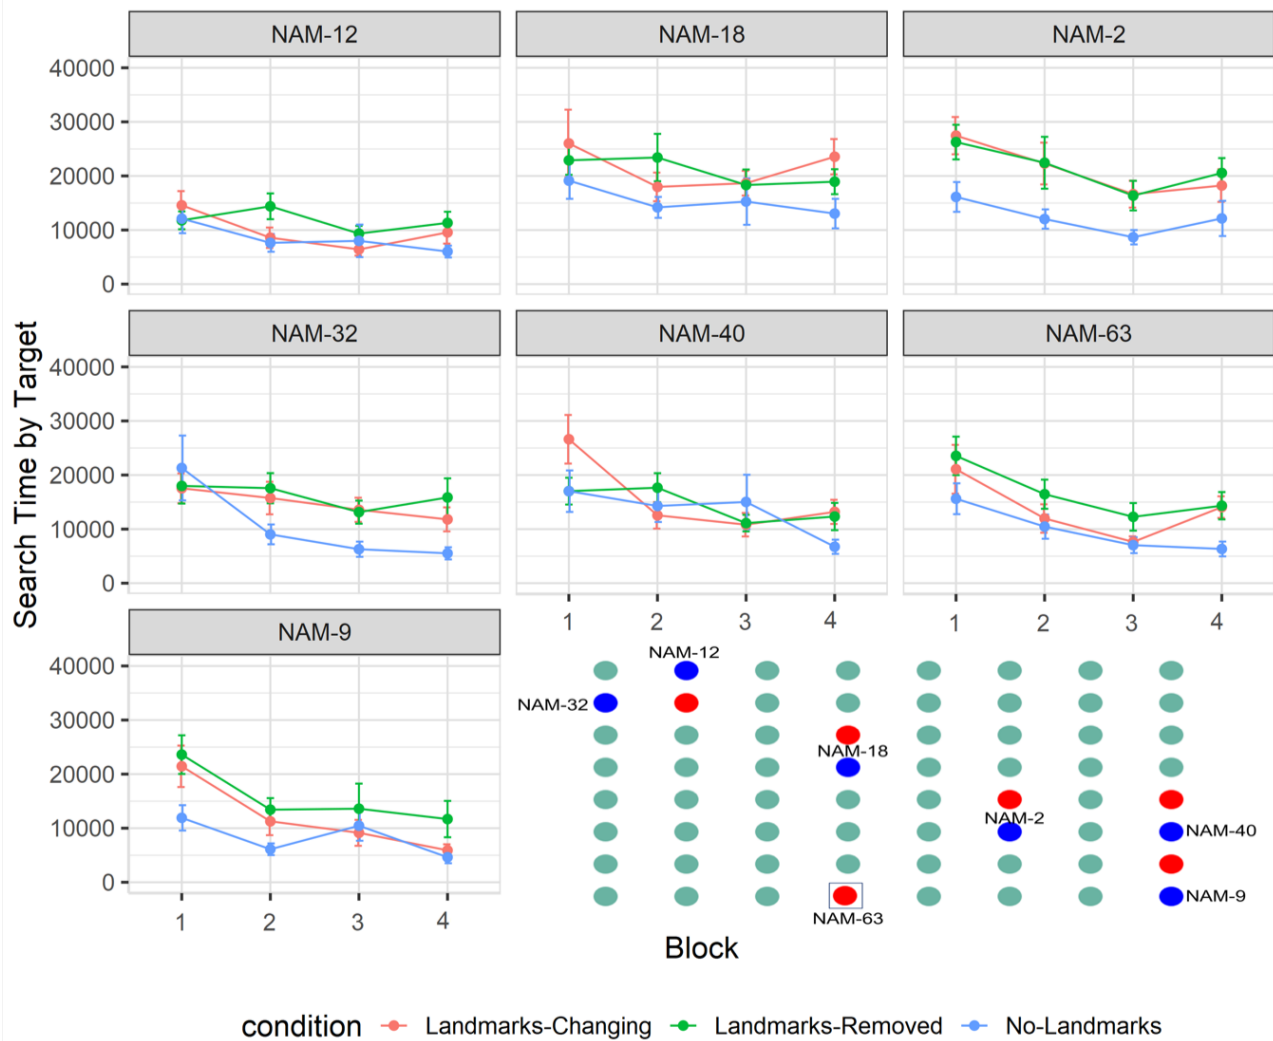 NAM-12
NAM-18
NAM-2
40000
30000
20000
10000
0
NAM-32
NAM-40
NAM-63
40000
30000
20000
10000
0
1 2 3 4
1 2 3 4
NAM-9
40000
30000
20000
10000
0
1 2 3 4
Search Time by Target
NAM-12
NAM-32
NAM-18
NAM-2
NAM-40
NAM-9
NAM-63
Block
condition Landmarks-Changing Landmarks-Removed No-Landmarks